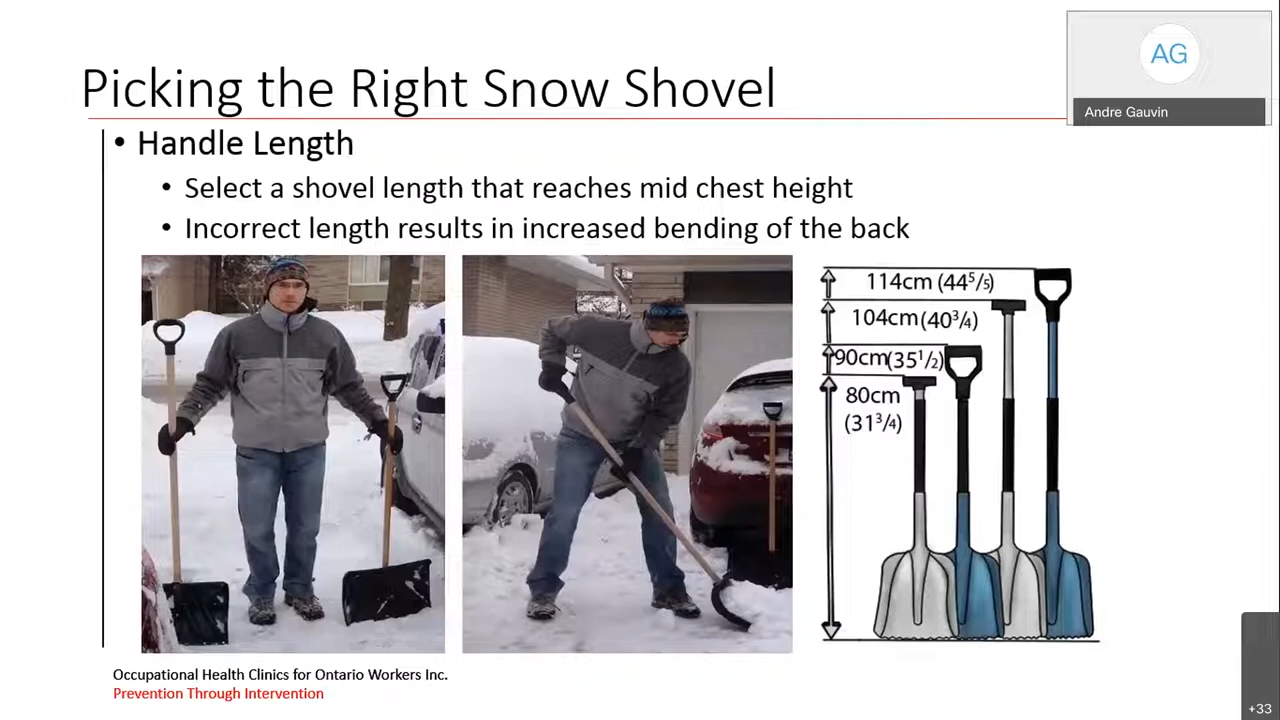 AG
Andre Gauvin
Picking the Right Snow Shovel
• Handle Length
• Select a shovel length that reaches mid chest height
• Incorrect length results in increased bending of the back
114cm (44⁴/₅)
104cm (40³/₄)
90cm (35¹/₂)
80cm
(31³/₄)
Occupational Health Clinics for Ontario Workers Inc.
Prevention Through Intervention
+33